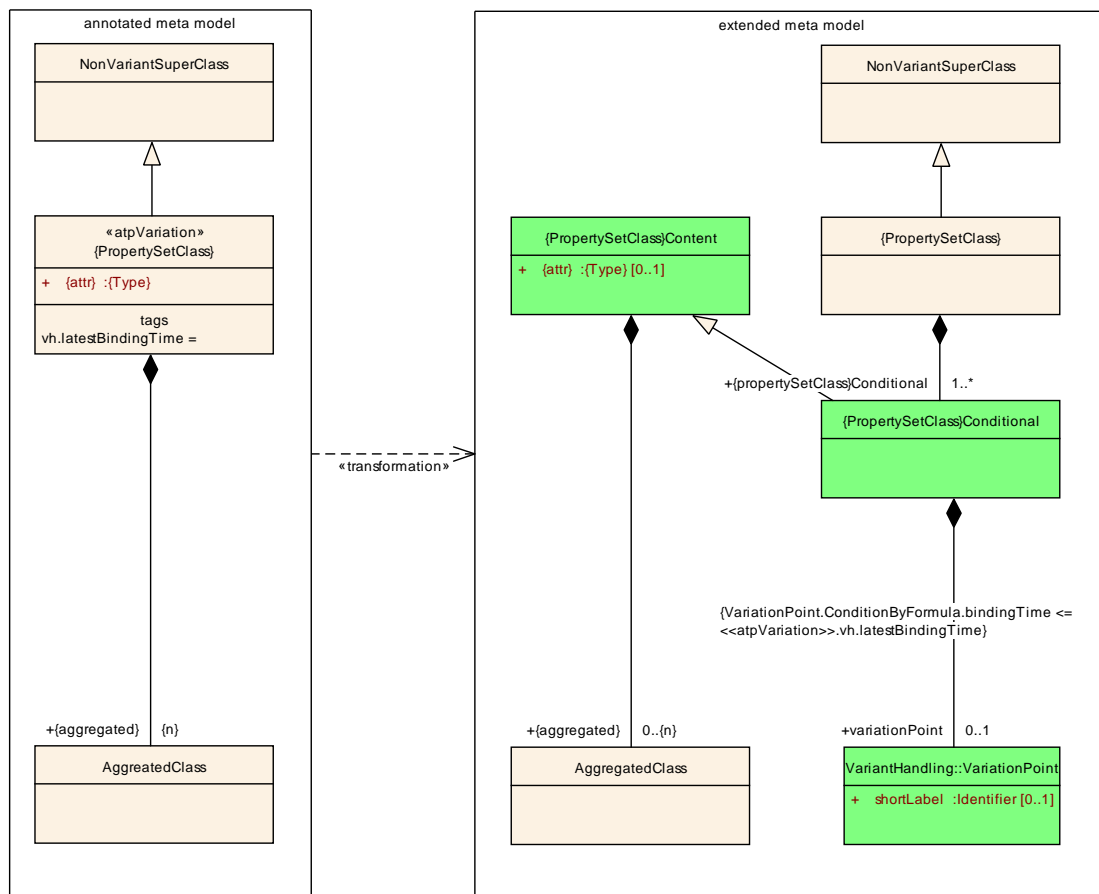 annotated meta model
NonVariantSuperClass
«atpVariation»
{PropertySetClass}
+ {attr} :{Type}
tags
vh.latestBindingTime =
+{aggregated} {n}
AggreatedClass
«transformation»
extended meta model
NonVariantSuperClass
{PropertySetClass}Content
+ {attr} :{Type} [0..1]
{PropertySetClass}
+{propertySetClass}Conditional 1..*
{PropertySetClass}Conditional
{VariationPoint.ConditionByFormula.bindingTime <=
<<atpVariation>>.vh.latestBindingTime}
+{aggregated} 0..{n}
AggregatedClass
+variationPoint 0..1
VariantHandling::VariationPoint
+ shortLabel :Identifier [0..1]